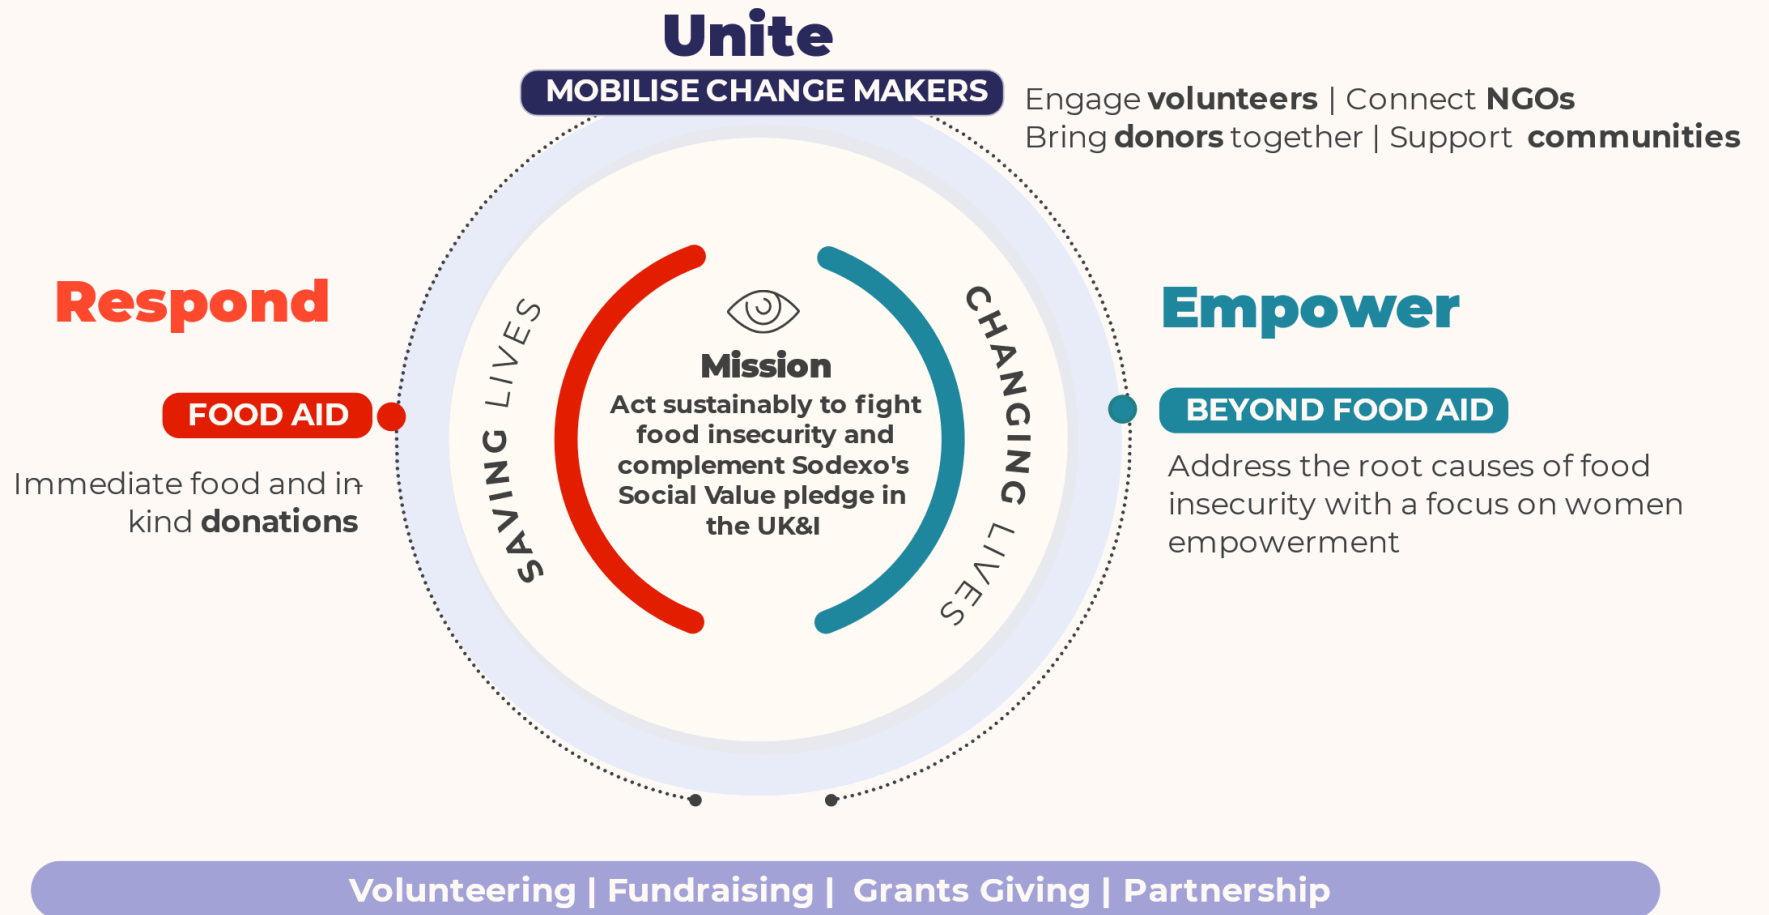 Unite
MOBILISE CHANGE MAKERS
Engage volunteers | Connect NGOs
Bring donors together | Support communities
Respond
FOOD AID
Immediate food and in-
kind donations
SAVING LIVES
Mission
Act sustainably to fight
food insecurity and
complement Sodexo's
Social Value pledge in
the UK&I
CHANGING LIVES
Empower
BEYOND FOOD AID
Address the root causes of food
insecurity with a focus on women
empowerment
Volunteering | Fundraising | Grants Giving | Partnership